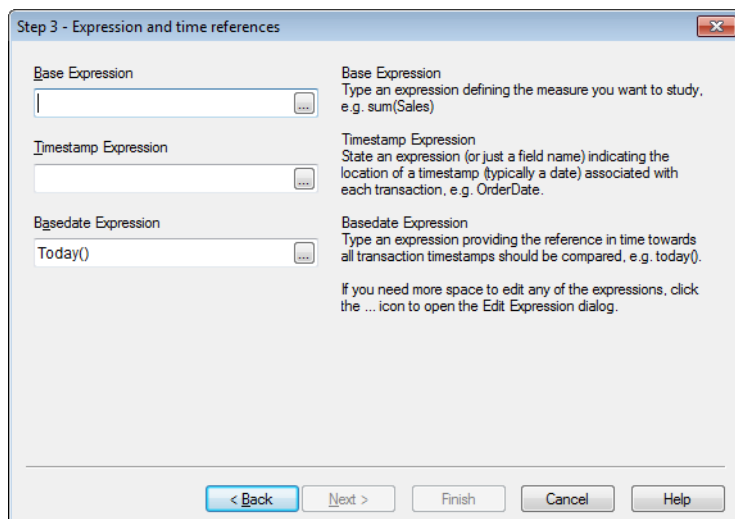 Step 3 - Expression and time references
Base Expression
...
Timestamp Expression
...
Basedate Expression
Today()
...
Base Expression
Type an expression defining the measure you want to study,
e.g. sum(Sales)
Timestamp Expression
State an expression (or just a field name) indicating the
location of a timestamp (typically a date) associated with
each transaction, e.g. OrderDate.
Basedate Expression
Type an expression providing the reference in time towards
all transaction timestamps should be compared, e.g. today().
If you need more space to edit any of the expressions, click
the ... icon to open the Edit Expression dialog.
< Back
Next >
Finish
Cancel
Help